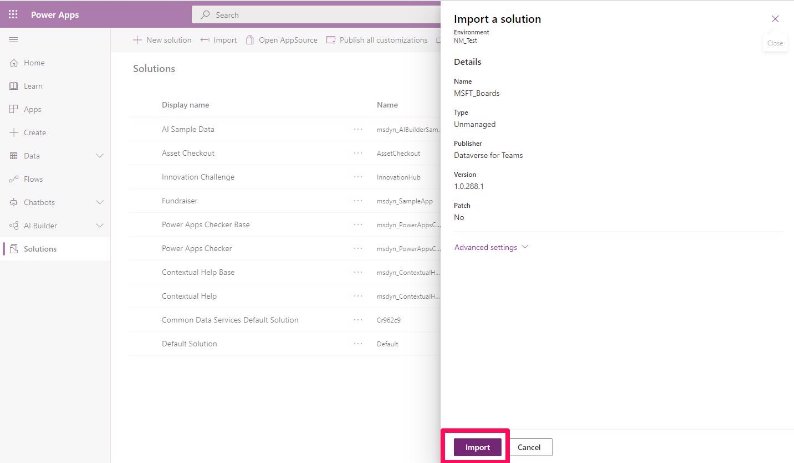 Power Apps
Search
Import a solution
Environment
NM_Test
Close
New solution
Import
Open AppSource
Publish all customizations
Home
Learn
Apps
Create
Data
Flows
Chatbots
AI Builder
Solutions
Solutions
Display name Name
AI Sample Data ... msdyn_AIBuilderSam...
Asset Checkout ... AssetCheckout
Innovation Challenge ... InnovationHub
Fundraiser ... msdyn_SampleApp
Power Apps Checker Base ... msdyn_PowerAppsC...
Power Apps Checker ... msdyn_PowerAppsC...
Contextual Help Base ... msdyn_ContextualH...
Contextual Help ... msdyn_ContextualH...
Common Data Services Default Solution ... Cr962c9
Default Solution ... Default
Details
Name
MSFT_Boards
Type
Unmanaged
Publisher
Dataverse for Teams
Version
1.0.288.1
Patch
No
Advanced settings
Import
Cancel